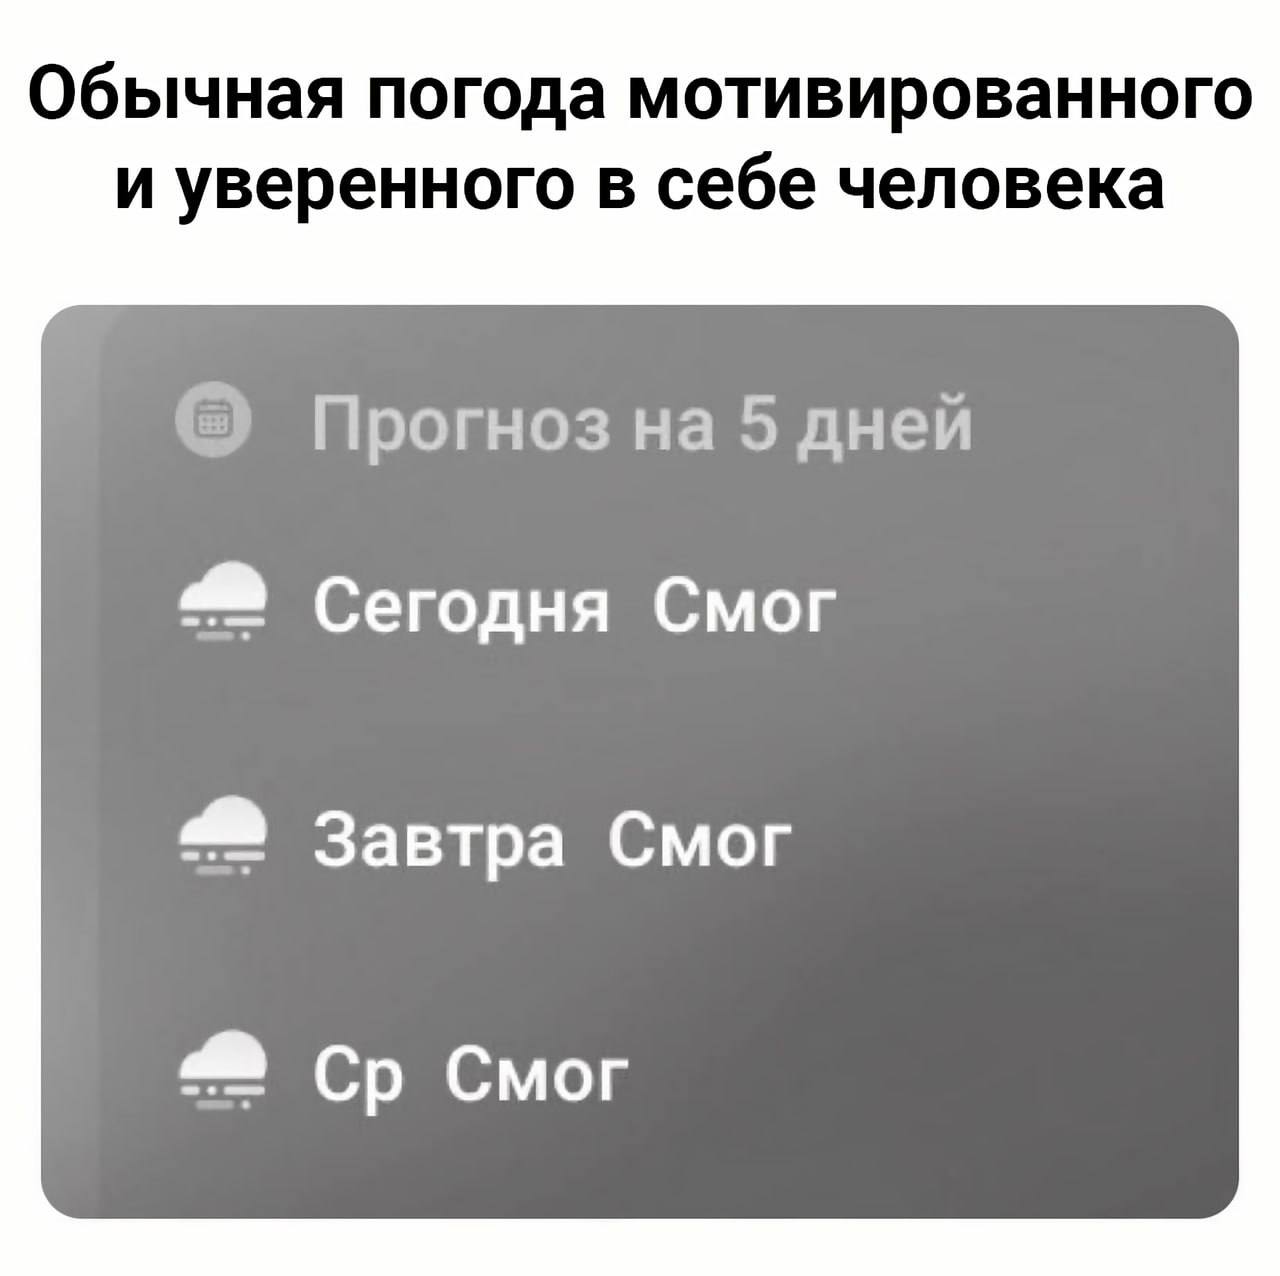 Обычная погода мотивированного
и уверенного в себе человека
Прогноз на 5 дней
Сегодня Смог
Завтра Смог
Ср Смог